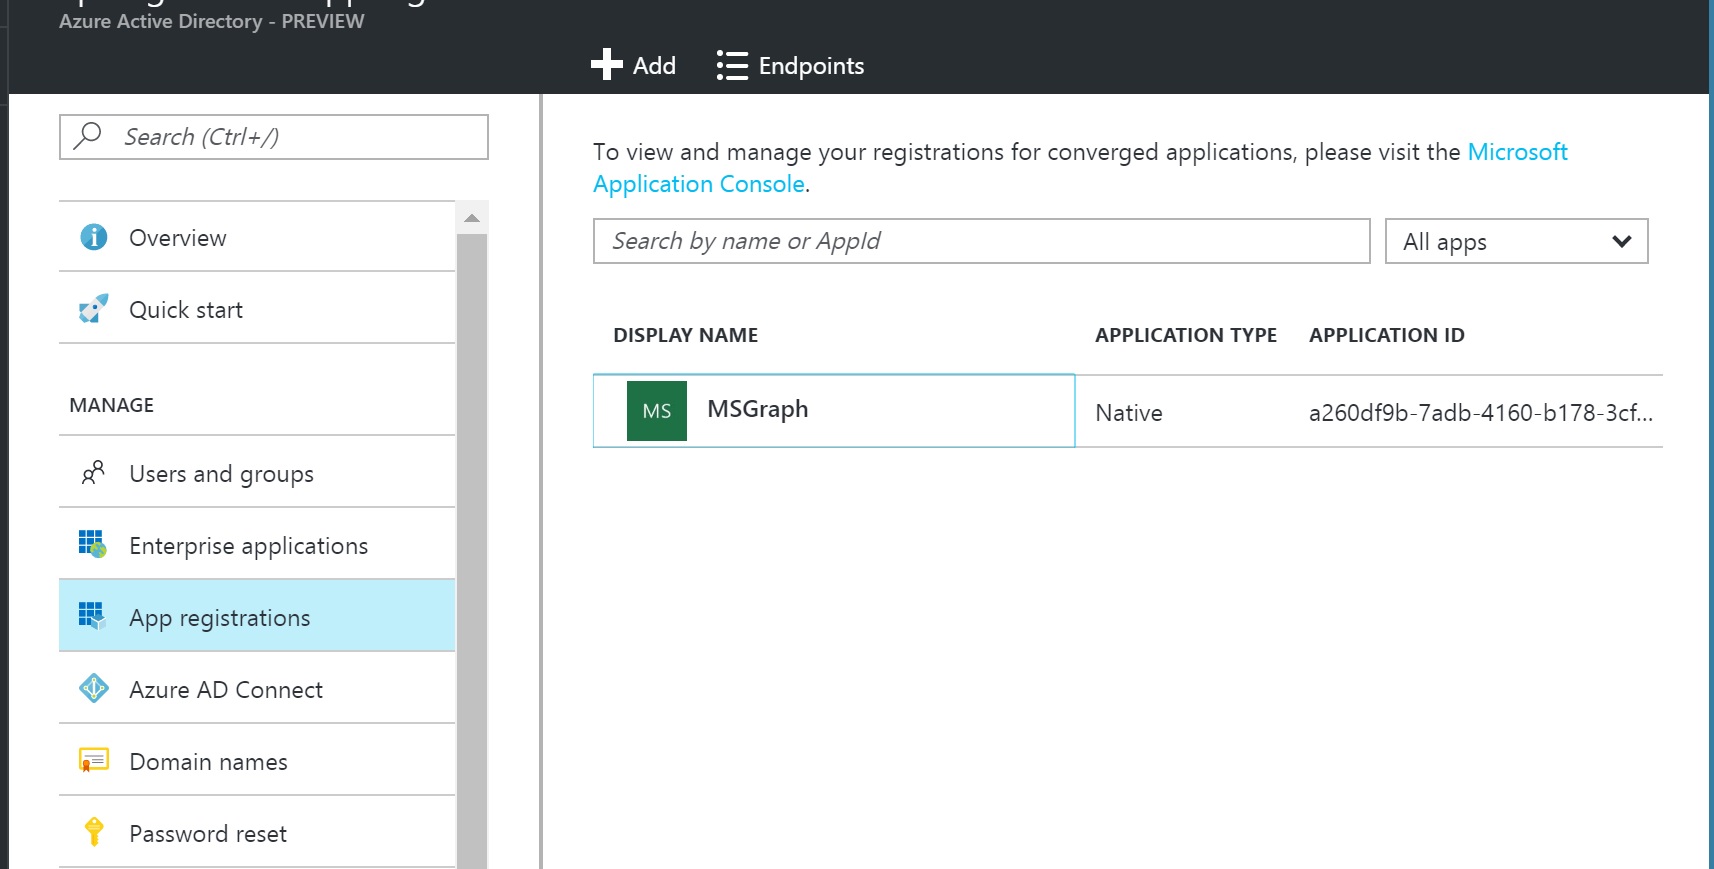 Azure Active Directory - PREVIEW
Add
Endpoints
Search (Ctrl+/)
Overview
Quick start
MANAGE
Users and groups
Enterprise applications
App registrations
Azure AD Connect
Domain names
Password reset
To view and manage your registrations for converged applications, please visit the Microsoft
Application Console.
Search by name or AppId
All apps
DISPLAY NAME APPLICATION TYPE APPLICATION ID
MS MSGraph Native a260df9b-7adb-4160-b178-3cf...